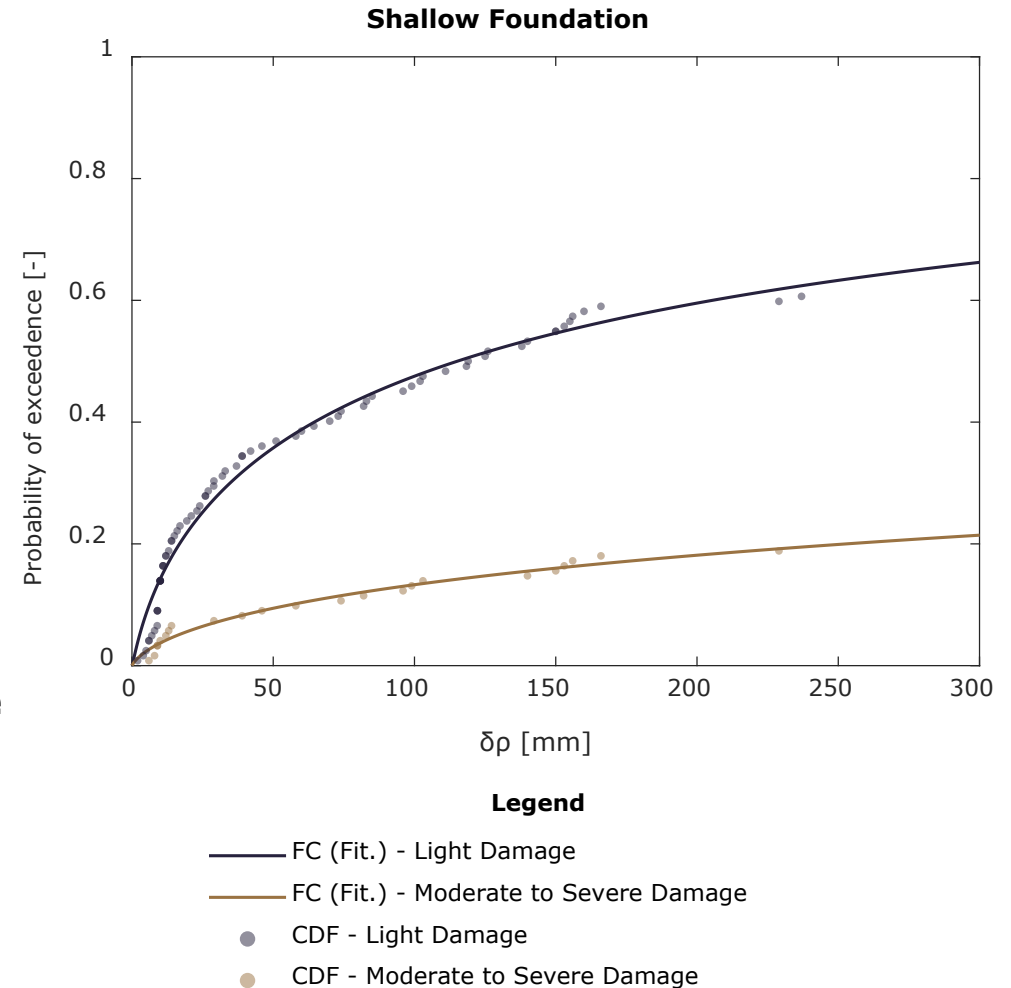 Shallow Foundation
1
0.8
0.6
0.4
0.2
0
Probability of exceedence [-]
0 50 100 150 200 250 300
δρ [mm]
Legend
FC (Fit.) - Light Damage
FC (Fit.) - Moderate to Severe Damage
CDF - Light Damage
CDF - Moderate to Severe Damage